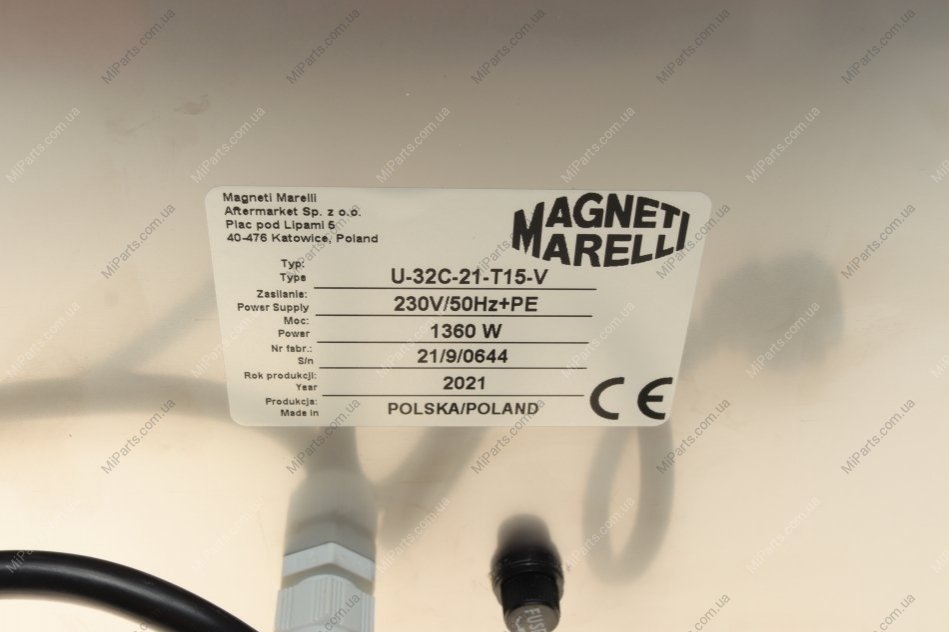 Magneti Marelli
Aftermarket Sp. z o.o.
Plac pod Lipami 5
40-476 Katowice, Poland
MAGNETI
MARELLI
Typ:
Type
U-32C-21-T15-V
Zasilanie:
Power Supply
230V/50Hz+PE
Moc:
Power
1360 W
Nr fabr.:
S/n
21/9/0644
Rok produkcji:
Year
2021
Produkcja:
Made in
POLSKA/POLAND
CE
FUSE
MiParts.com.ua